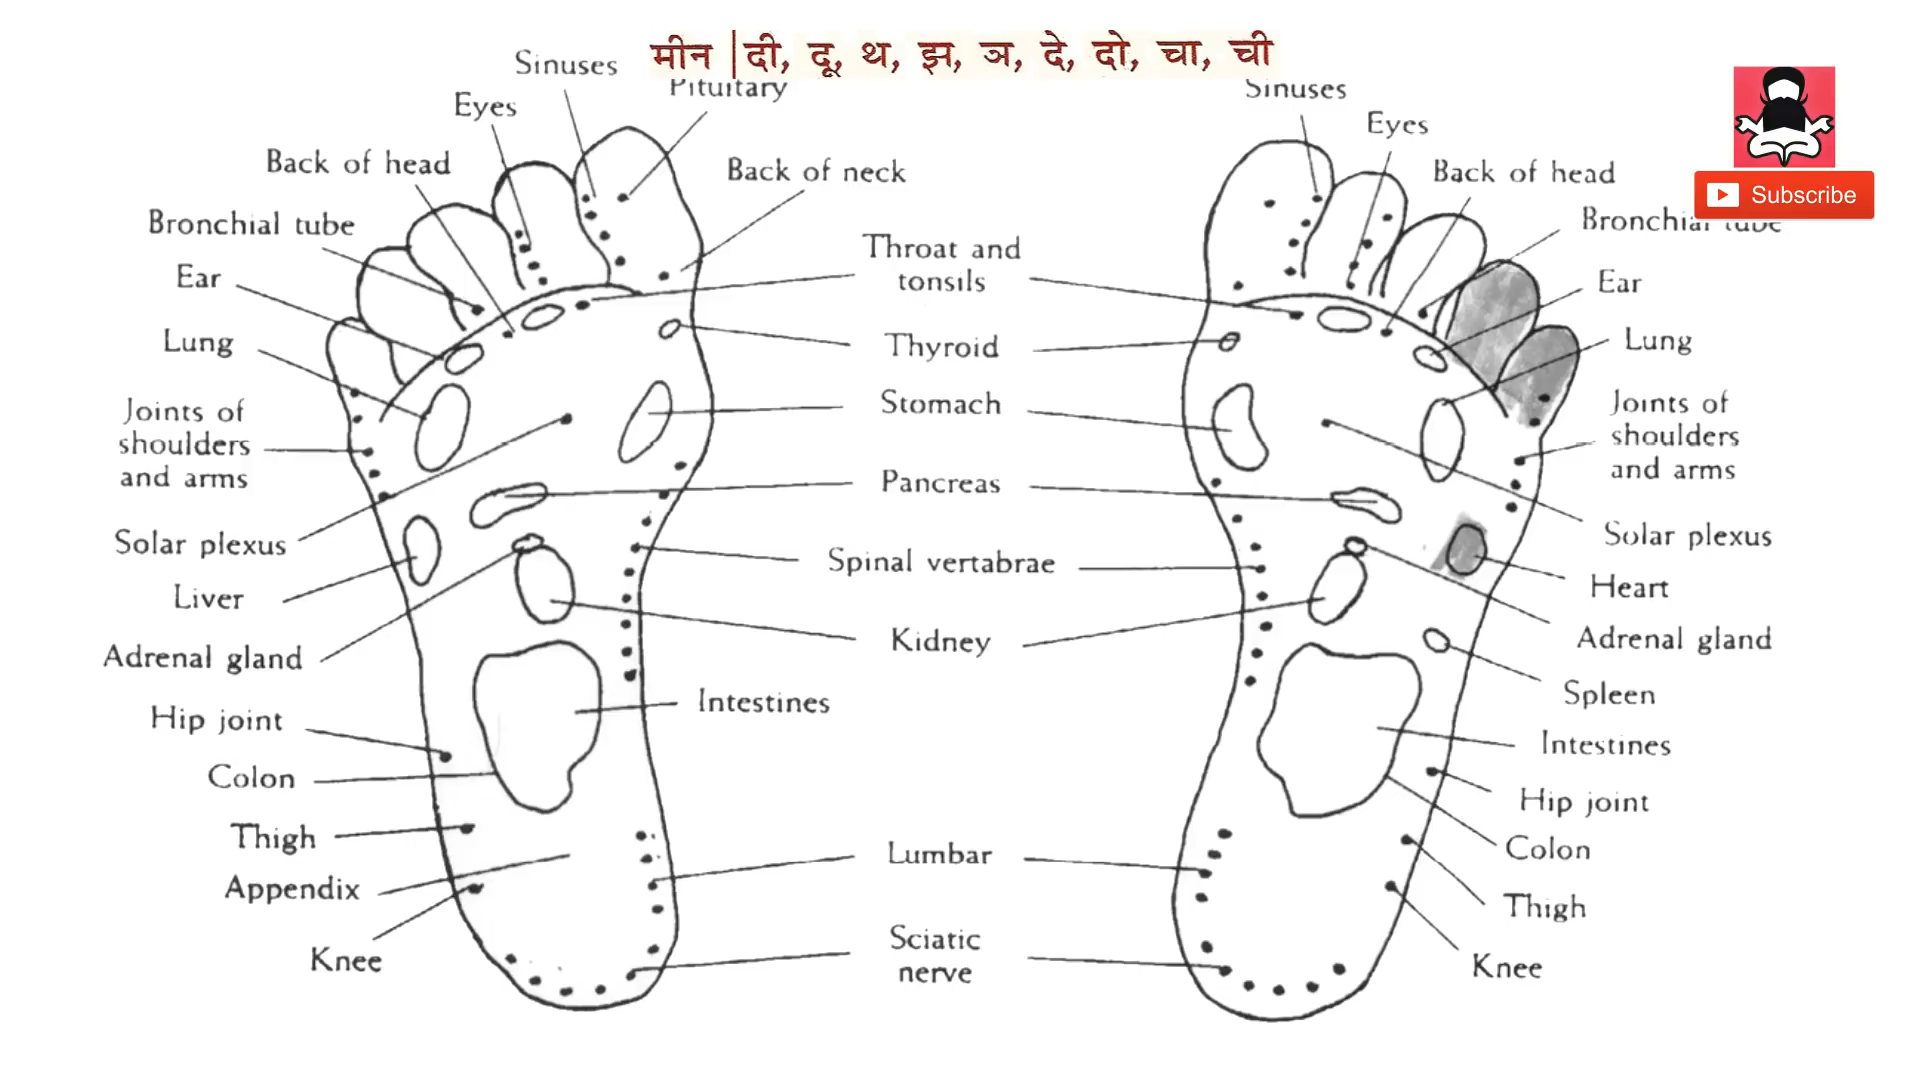 मीन | दी, दू, थ, झ, ञ, दे, दो, चा, ची
Sinuses
Pituitary
Eyes
Back of head
Back of neck
Bronchial tube
Ear
Lung
Joints of
shoulders
and arms
Solar plexus
Liver
Adrenal gland
Hip joint
Colon
Thigh
Appendix
Knee
Intestines
Throat and
tonsils
Thyroid
Stomach
Pancreas
Spinal vertabrae
Kidney
Lumbar
Sciatic
nerve
Sinuses
Eyes
Back of head
Bronchial tube
Ear
Lung
Joints of
shoulders
and arms
Solar plexus
Heart
Adrenal gland
Spleen
Intestines
Hip joint
Colon
Thigh
Knee
Subscribe